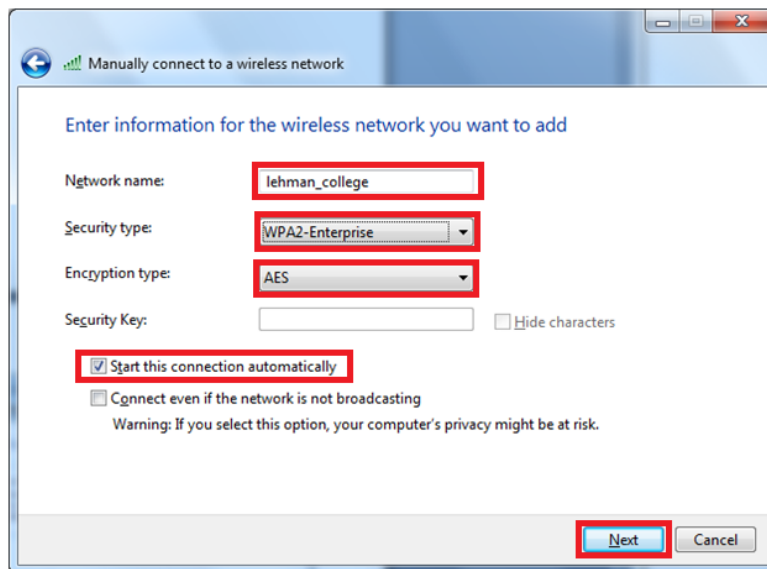 Manually connect to a wireless network
Enter information for the wireless network you want to add
Network name: lehman_college
Security type: WPA2-Enterprise
Encryption type: AES
Security Key: Hide characters
Start this connection automatically
Connect even if the network is not broadcasting
Warning: If you select this option, your computer's privacy might be at risk.
Next Cancel